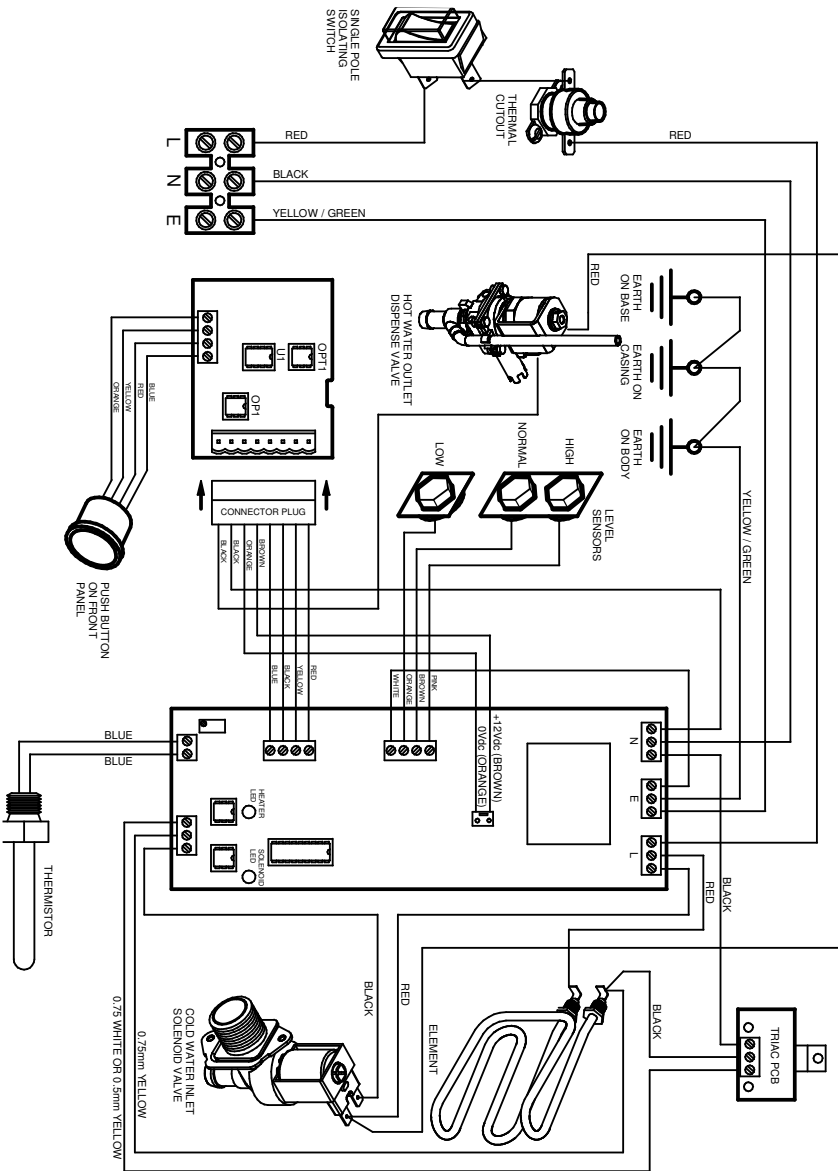 SINGLE POLE
ISOLATING
SWITCH
THERMAL
CUTOUT
RED
RED
L
N
E
BLACK
YELLOW / GREEN
RED
EARTH
ON BASE
EARTH ON
CASING
EARTH
ON BODY
HOT WATER OUTLET
DISPENSE VALVE
OPT1
U1
OP1
BLUE
RED
YELLOW
ORANGE
PUSH BUTTON
ON FRONT
PANEL
CONNECTOR PLUG
BROWN
ORANGE
BLACK
BLACK
HIGH
NORMAL
LOW
LEVEL
SENSORS
YELLOW / GREEN
RED
YELLOW
BLACK
BLUE
PINK
BROWN
ORANGE
WHITE
+12Vdc (BROWN)
0Vdc (ORANGE)
N
E
L
HEATER
LED
SOLENOID
LED
BLUE
BLUE
THERMISTOR
BLACK
RED
BLACK
RED
BLACK
ELEMENT
TRIAC PCB
COLD WATER INLET
SOLENOID VALVE
0.75mm YELLOW
0.75 WHITE OR 0.5mm YELLOW